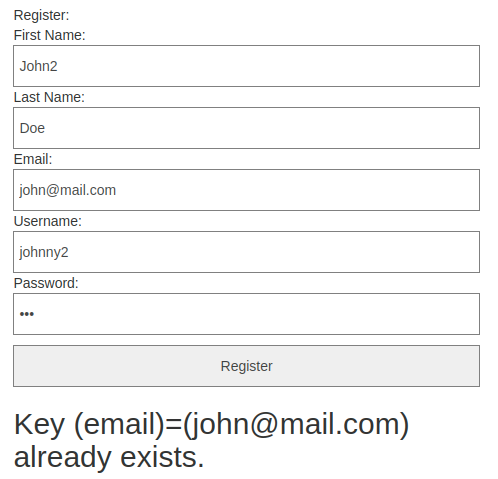 Register:
First Name:
John2
Last Name:
Doe
Email:
john@mail.com
Username:
johnny2
Password:
•••
Register
Key (email)=(john@mail.com)
already exists.